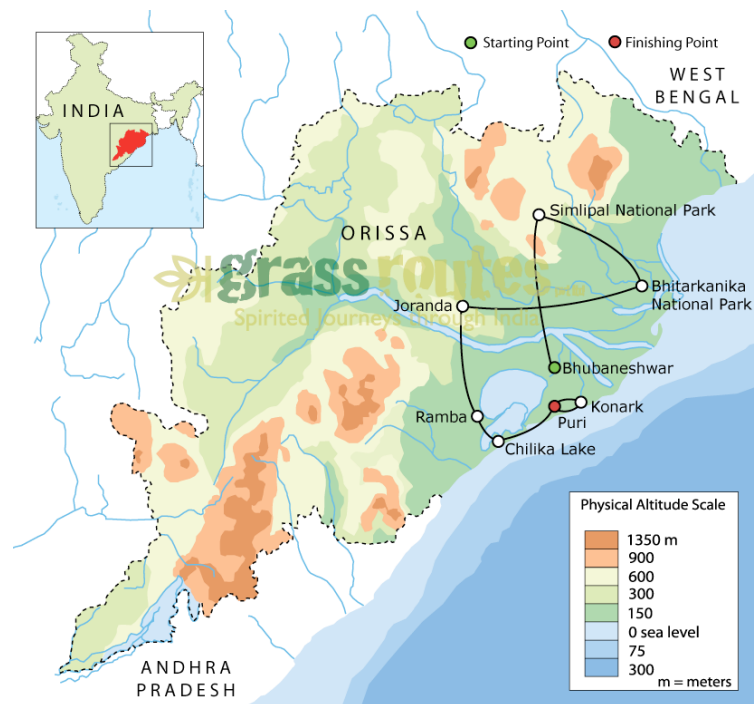 Starting Point
Finishing Point
WEST
BENGAL
INDIA
Simlipal National Park
ORISSA
grassroutes
Spirited Journeys through India
Bhitarkanika
National Park
Joranda
Bhubaneshwar
Konark
Puri
Ramba
Chilika Lake
Physical Altitude Scale
1350 m
900
600
300
150
0 sea level
75
300
m = meters
ANDHRA
PRADESH